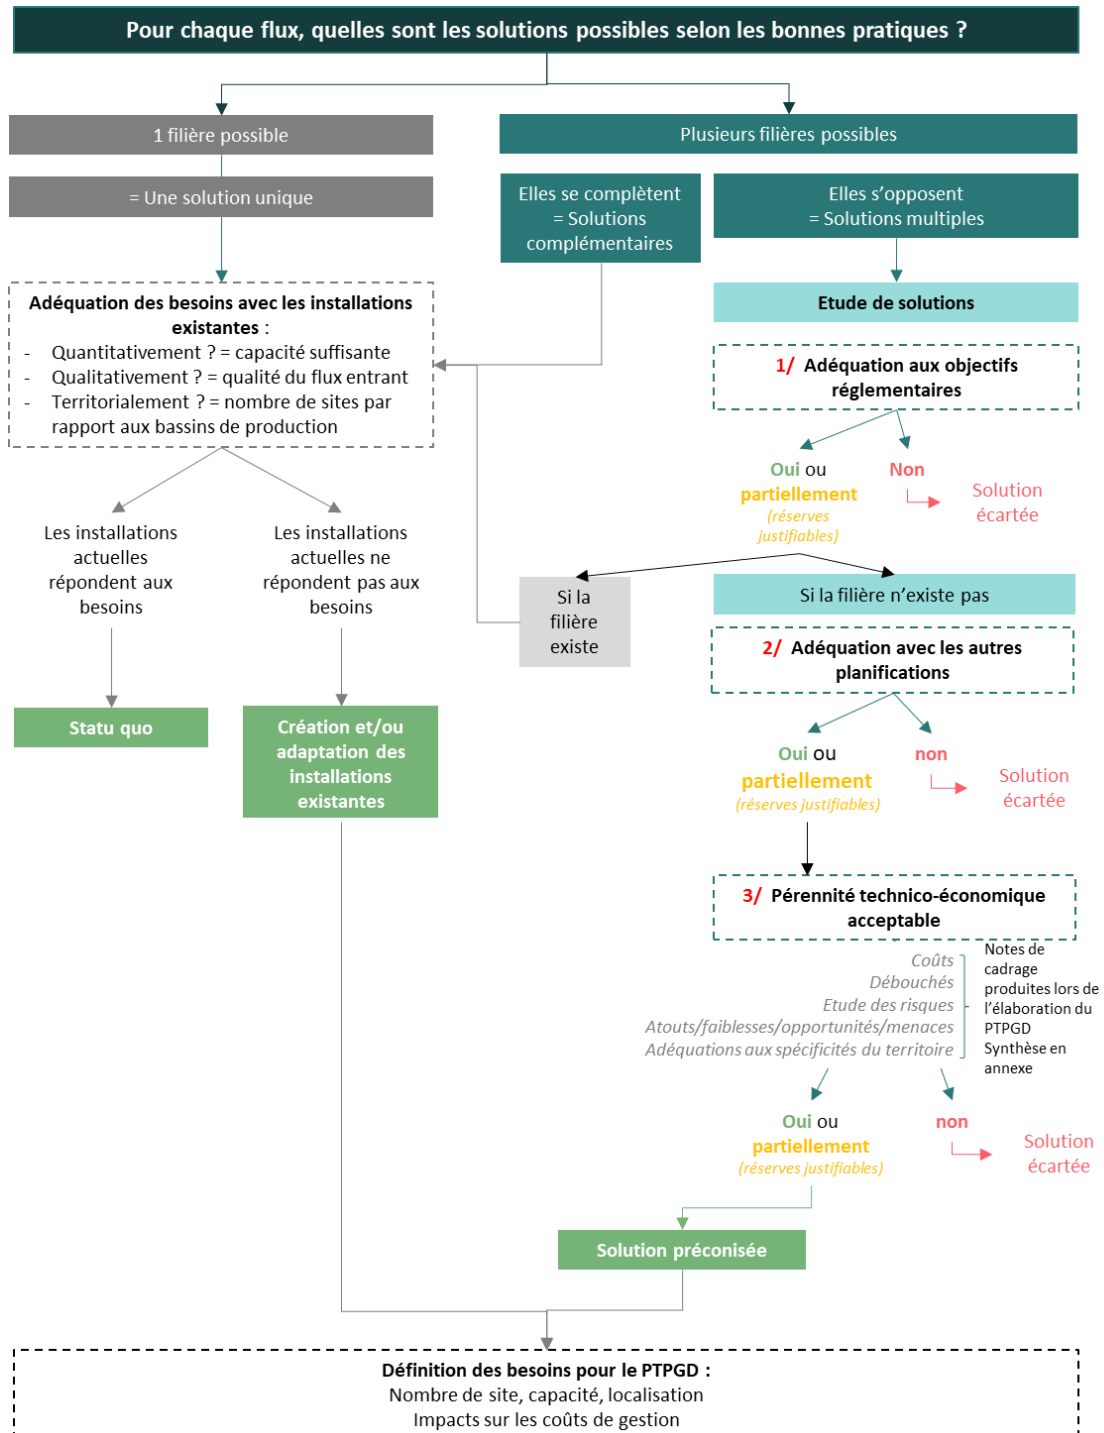 Pour chaque flux, quelles sont les solutions possibles selon les bonnes pratiques ?
1 filière possible
= Une solution unique
Plusieurs filières possibles
Elles se complètent
= Solutions
complémentaires
Elles s'opposent
= Solutions multiples
Adéquation des besoins avec les installations
existantes :
- Quantitativement ? = capacité suffisante
- Qualitativement ? = qualité du flux entrant
- Territorialement ? = nombre de sites par
rapport aux bassins de production
Etude de solutions
1/ Adéquation aux objectifs
réglementaires
Oui ou
partiellement
(réserves
justifiables)
Non
Solution
écartée
Les installations
actuelles
répondent aux
besoins
Les installations
actuelles ne
répondent pas aux
besoins
Si la
filière
existe
Si la filière n'existe pas
2/ Adéquation avec les autres
planifications
Statu quo
Création et/ou
adaptation des
installations
existantes
Oui ou
partiellement
(réserves justifiables)
non
Solution
écartée
3/ Pérennité technico-économique
acceptable
Coûts
Débouchés
Etude des risques
Atouts/faiblesses/opportunités/menaces
Adéquations aux spécificités du territoire
Notes de
cadrage
produites lors de
l'élaboration du
PTPGD
Synthèse en
annexe
Oui ou
partiellement
(réserves justifiables)
non
Solution
écartée
Solution préconisée
Définition des besoins pour le PTPGD :
Nombre de site, capacité, localisation
Impacts sur les coûts de gestion